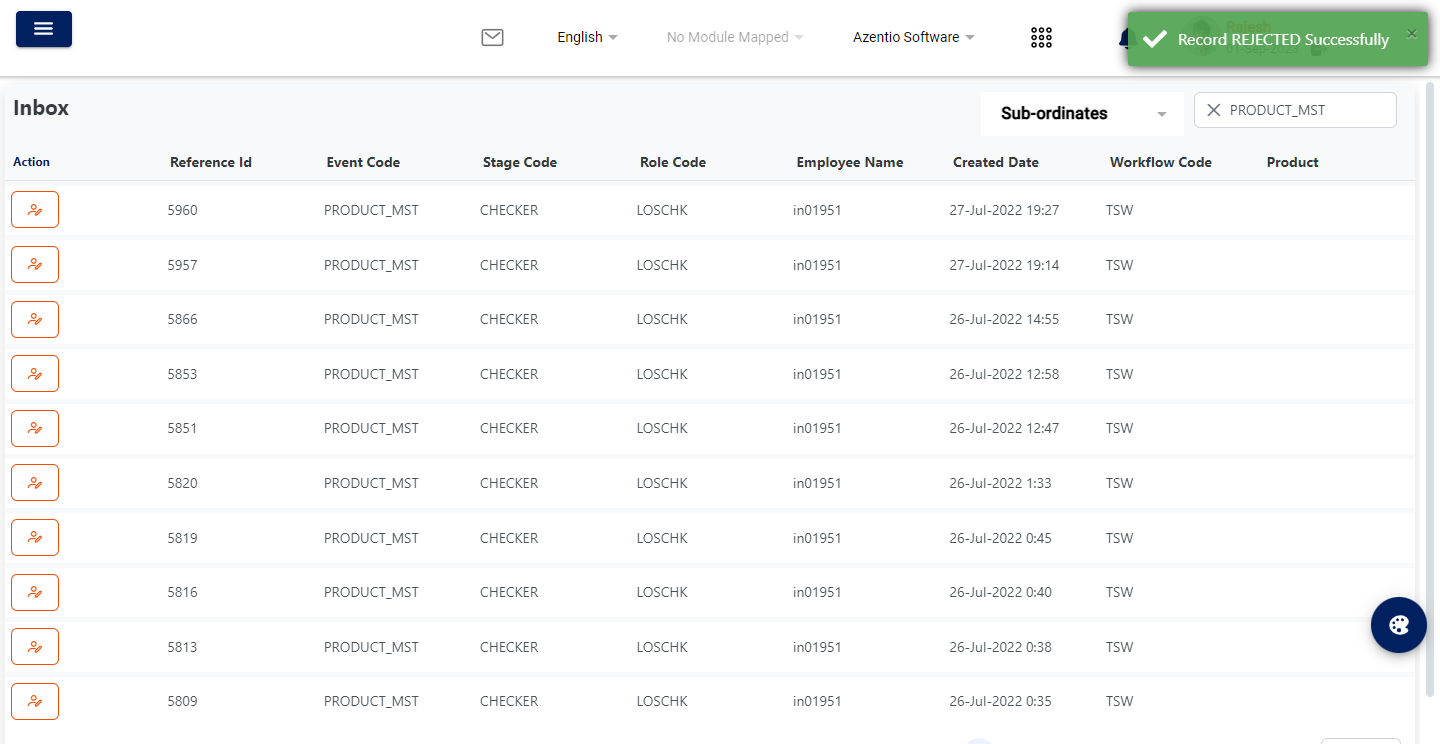 English
No Module Mapped
Azentio Software
Record REJECTED Successfully
×
Inbox
Sub-ordinates
PRODUCT_MST
Action Reference Id Event Code Stage Code Role Code Employee Name Created Date Workflow Code Product
5960 PRODUCT_MST CHECKER LOSCHK in01951 27-Jul-2022 19:27 TSW
5957 PRODUCT_MST CHECKER LOSCHK in01951 27-Jul-2022 19:14 TSW
5866 PRODUCT_MST CHECKER LOSCHK in01951 26-Jul-2022 14:55 TSW
5853 PRODUCT_MST CHECKER LOSCHK in01951 26-Jul-2022 12:58 TSW
5851 PRODUCT_MST CHECKER LOSCHK in01951 26-Jul-2022 12:47 TSW
5820 PRODUCT_MST CHECKER LOSCHK in01951 26-Jul-2022 1:33 TSW
5819 PRODUCT_MST CHECKER LOSCHK in01951 26-Jul-2022 0:45 TSW
5816 PRODUCT_MST CHECKER LOSCHK in01951 26-Jul-2022 0:40 TSW
5813 PRODUCT_MST CHECKER LOSCHK in01951 26-Jul-2022 0:38 TSW
5809 PRODUCT_MST CHECKER LOSCHK in01951 26-Jul-2022 0:35 TSW